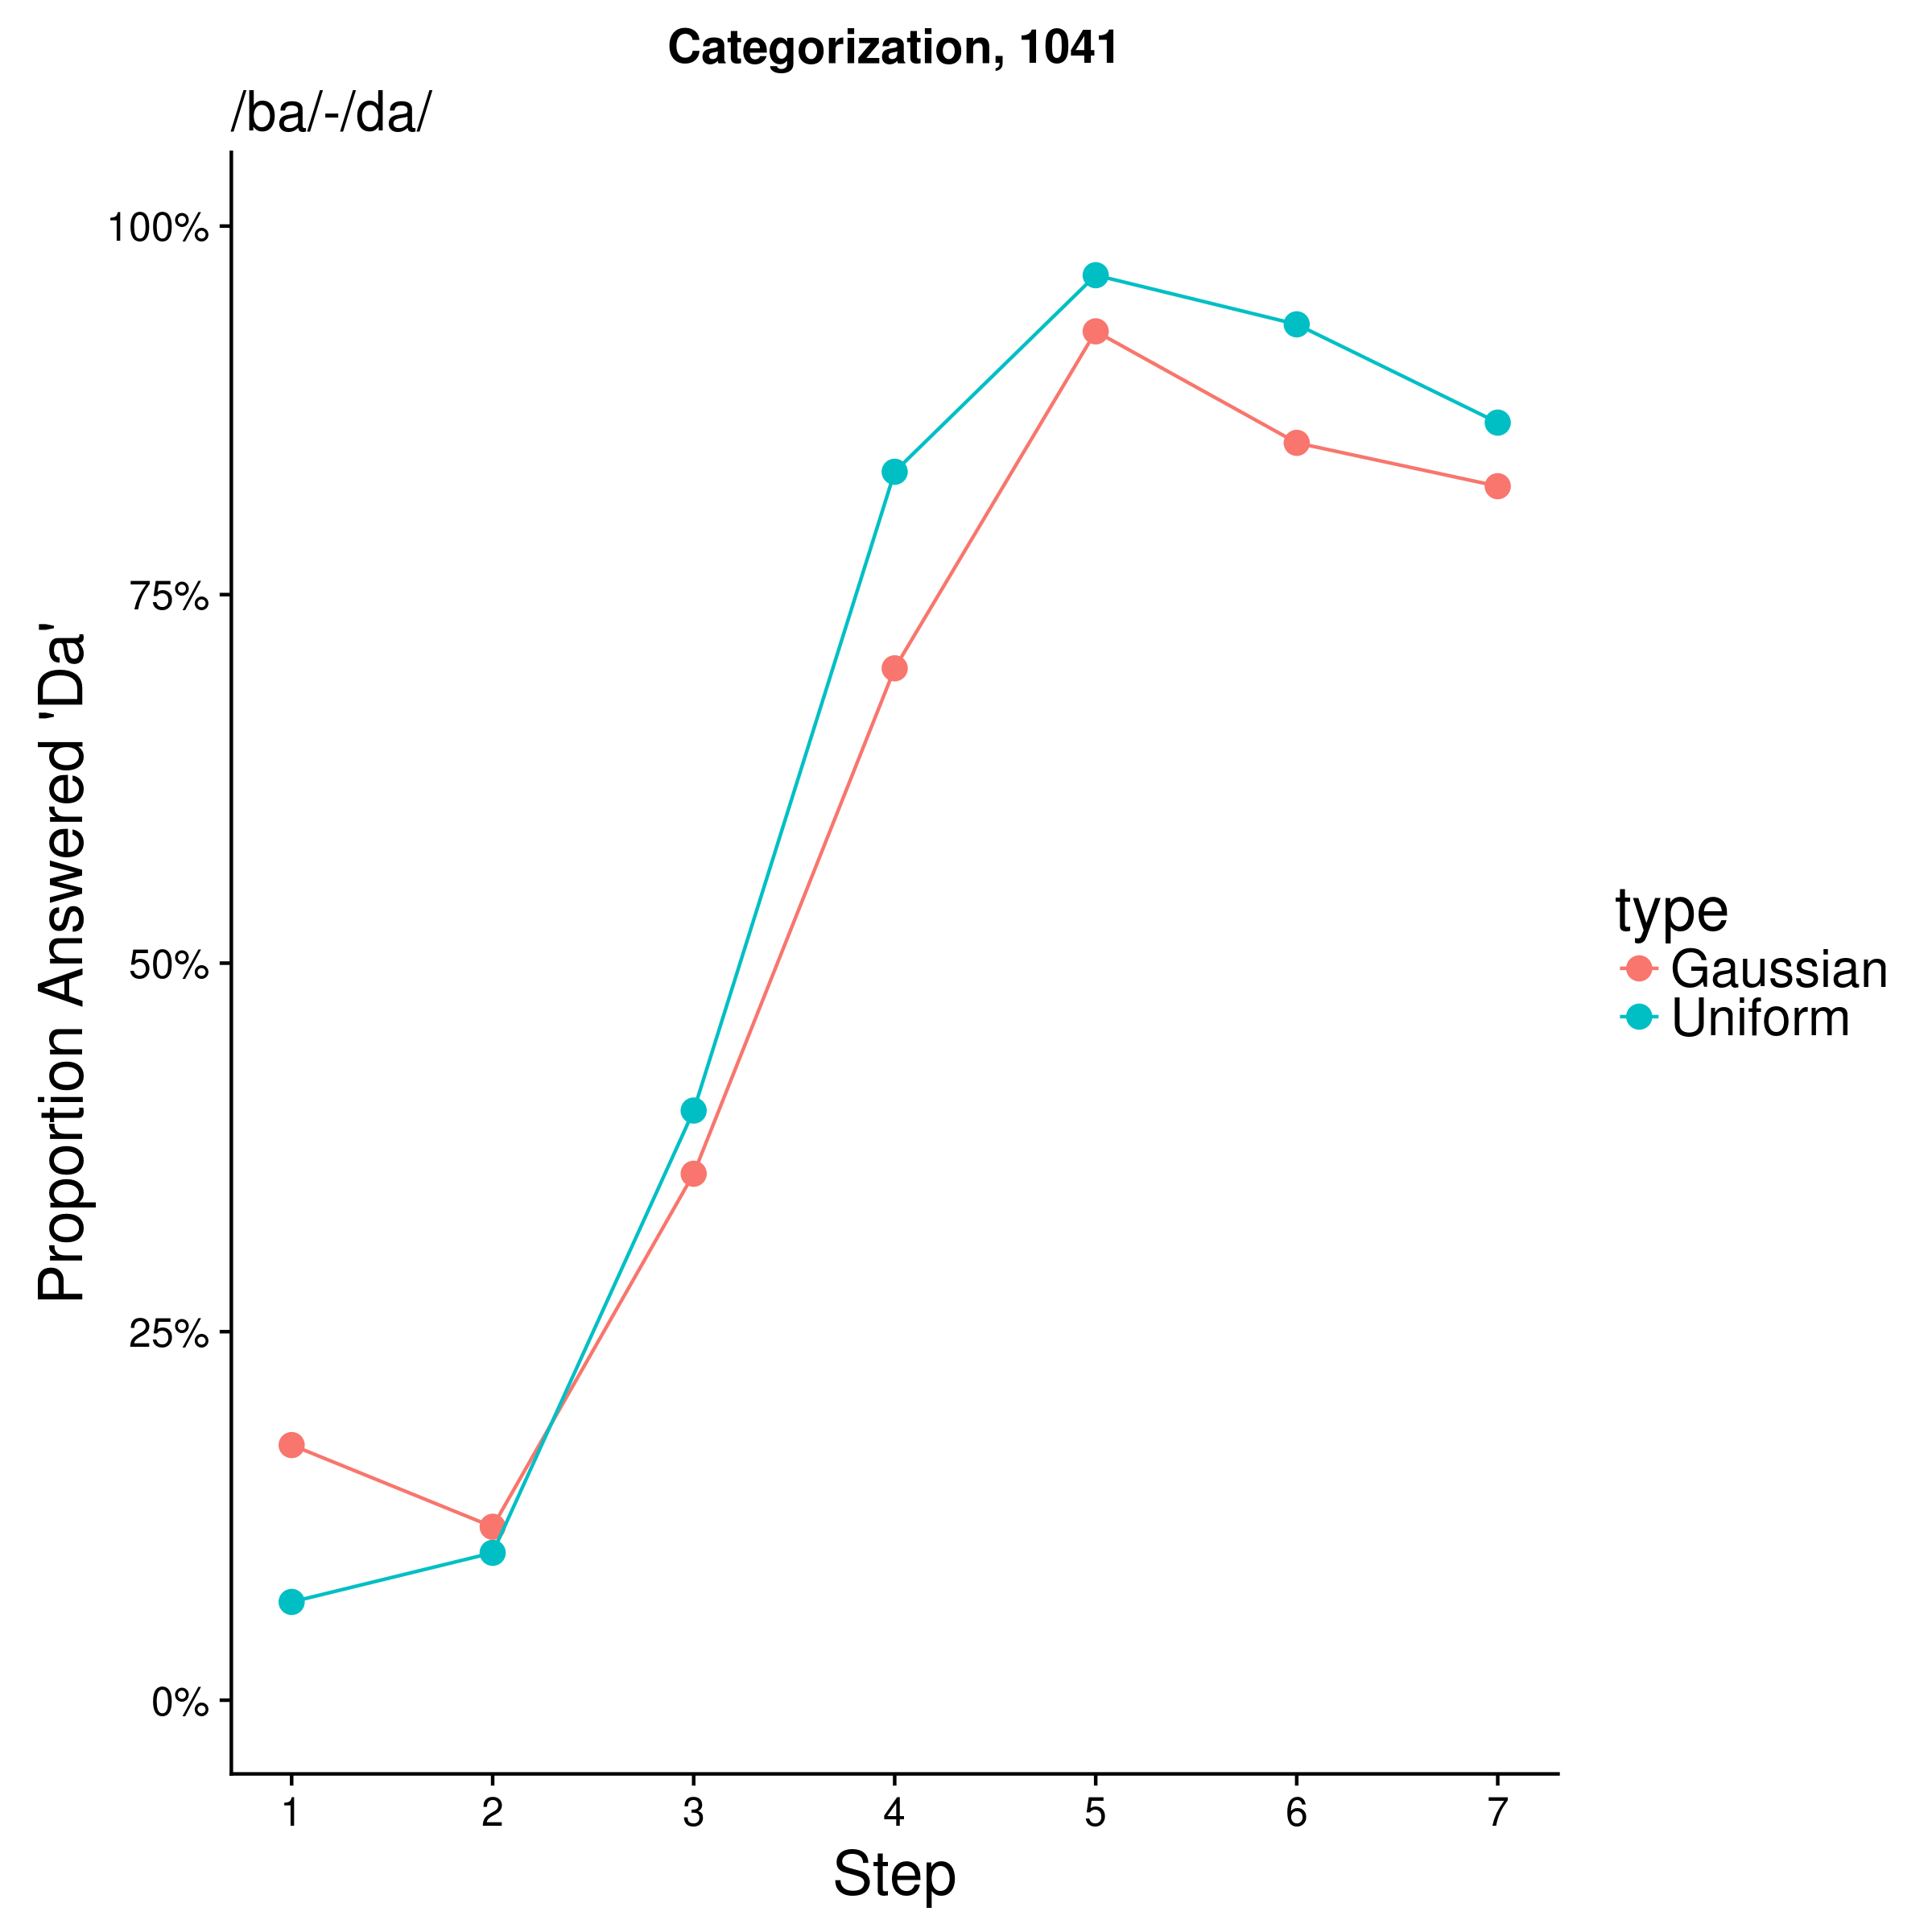 Categorization, 1041
/ba/-/da/
Proportion Answered 'Da'
100%
75%
50%
25%
0%
1 2 3 4 5 6 7
Step
type
Gaussian
Uniform